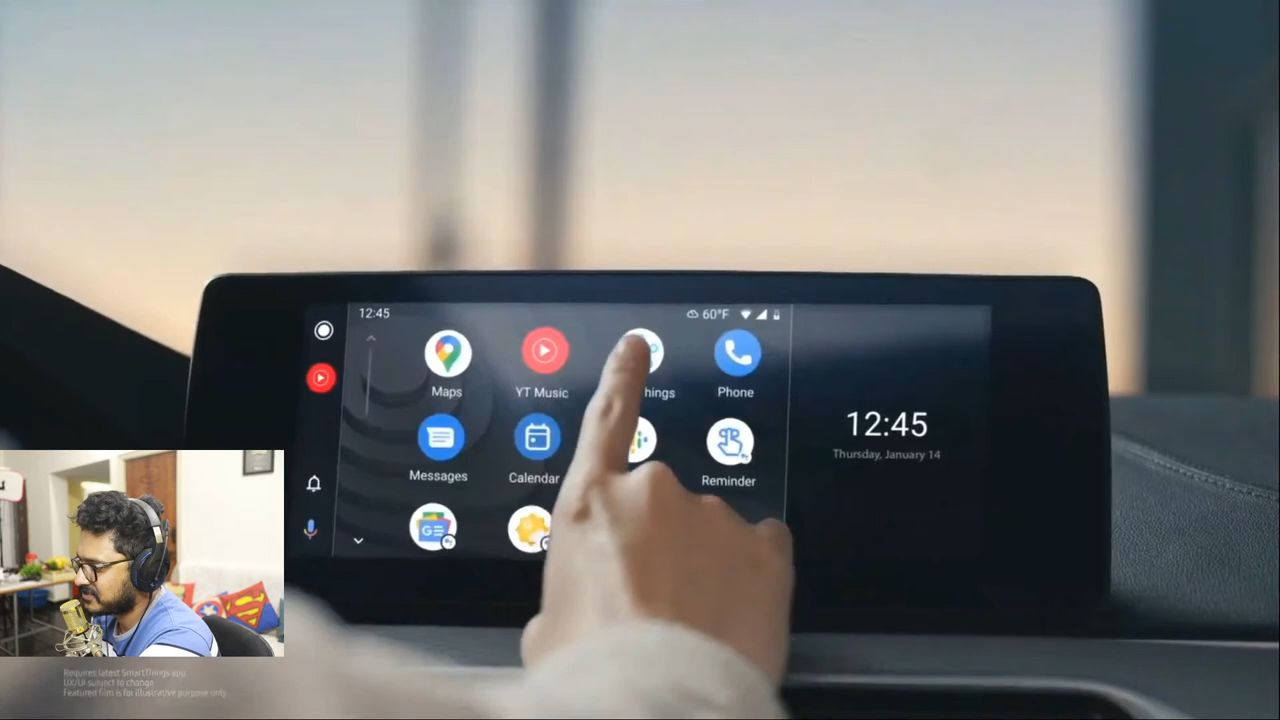 12:45
60°F
Maps
YT Music
hings
Phone
Messages
Calendar
Reminder
GE
12:45
Thursday, January 14
Requires latest SmartThings app
UX/UI subject to change
Featured film is for illustrative purpose only